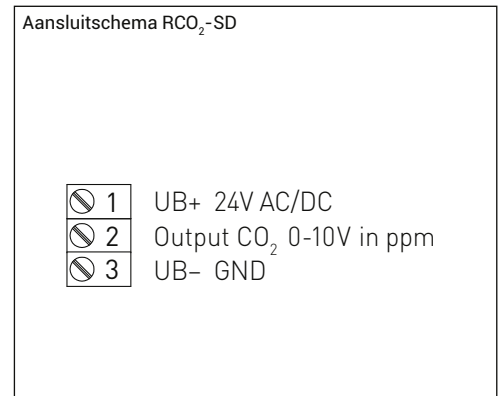 Aansluitschema RCO₂-SD
1 UB+ 24V AC/DC
2 Output CO₂ 0-10V in ppm
3 UB– GND